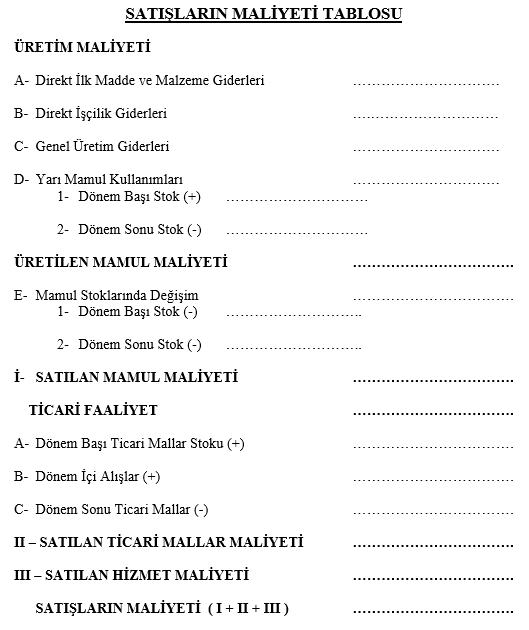 SATIŞLARIN MALİYETİ TABLOSU
ÜRETİM MALİYETİ
A- Direkt İlk Madde ve Malzeme Giderleri ……………………………
B- Direkt İşçilik Giderleri ……………………………
C- Genel Üretim Giderleri ……………………………
D- Yarı Mamul Kullanımları ……………………………
1- Dönem Başı Stok (+) ……………………………
2- Dönem Sonu Stok (-) ……………………………
ÜRETİLEN MAMUL MALİYETİ ……………………………
E- Mamul Stoklarında Değişim ……………………………
1- Dönem Başı Stok (-) ……………………………
2- Dönem Sonu Stok (-) ……………………………
İ- SATILAN MAMUL MALİYETİ ……………………………
TİCARİ FAALİYET ……………………………
A- Dönem Başı Ticari Mallar Stoku (+) ……………………………
B- Dönem İçi Alışlar (+) ……………………………
C- Dönem Sonu Ticari Mallar (-) ……………………………
II – SATILAN TİCARİ MALLAR MALİYETİ ……………………………
III – SATILAN HİZMET MALİYETİ ……………………………
SATIŞLARIN MALİYETİ ( I + II + III ) ……………………………